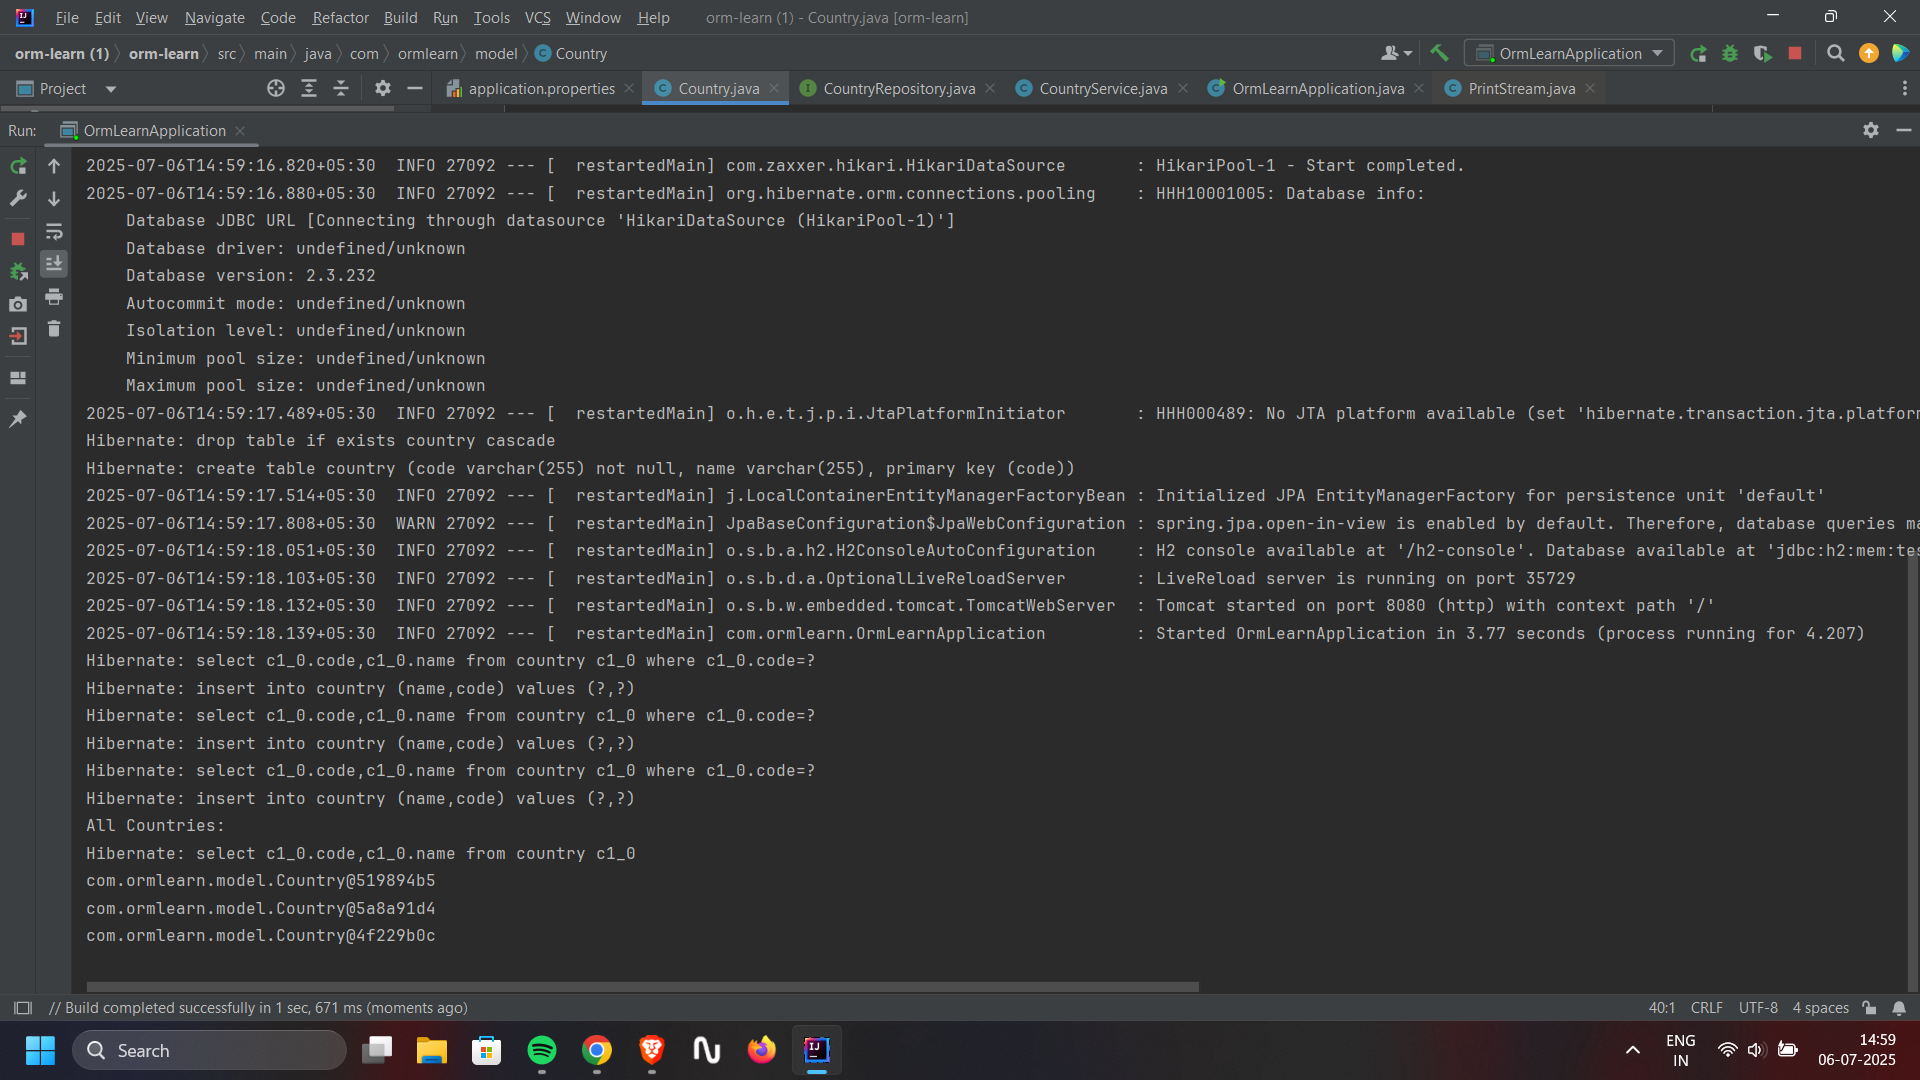 File Edit View Navigate Code Refactor Build Run Tools VCS Window Help orm-learn (1) - Country.java [orm-learn]
orm-learn (1) orm-learn src main java com ormlearn model Country OrmLearnApplication
Project application.properties Country.java CountryRepository.java CountryService.java OrmLearnApplication.java PrintStream.java
Run: OrmLearnApplication
2025-07-06T14:59:16.820+05:30  INFO 27092 --- [  restartedMain] com.zaxxer.hikari.HikariDataSource       : HikariPool-1 - Start completed.
2025-07-06T14:59:16.880+05:30  INFO 27092 --- [  restartedMain] org.hibernate.orm.connections.pooling    : HHH10001005: Database info:
Database JDBC URL [Connecting through datasource 'HikariDataSource (HikariPool-1)']
Database driver: undefined/unknown
Database version: 2.3.232
Autocommit mode: undefined/unknown
Isolation level: undefined/unknown
Minimum pool size: undefined/unknown
Maximum pool size: undefined/unknown
2025-07-06T14:59:17.489+05:30  INFO 27092 --- [  restartedMain] o.h.e.t.j.p.i.JtaPlatformInitiator       : HHH000489: No JTA platform available (set 'hibernate.transaction.jta.platform
Hibernate: drop table if exists country cascade
Hibernate: create table country (code varchar(255) not null, name varchar(255), primary key (code))
2025-07-06T14:59:17.514+05:30  INFO 27092 --- [  restartedMain] j.LocalContainerEntityManagerFactoryBean : Initialized JPA EntityManagerFactory for persistence unit 'default'
2025-07-06T14:59:17.808+05:30  WARN 27092 --- [  restartedMain] JpaBaseConfiguration$JpaWebConfiguration : spring.jpa.open-in-view is enabled by default. Therefore, database queries ma
2025-07-06T14:59:18.051+05:30  INFO 27092 --- [  restartedMain] o.s.b.a.h2.H2ConsoleAutoConfiguration    : H2 console available at '/h2-console'. Database available at 'jdbc:h2:mem:tes
2025-07-06T14:59:18.103+05:30  INFO 27092 --- [  restartedMain] o.s.b.d.a.OptionalLiveReloadServer       : LiveReload server is running on port 35729
2025-07-06T14:59:18.132+05:30  INFO 27092 --- [  restartedMain] o.s.b.w.embedded.tomcat.TomcatWebServer  : Tomcat started on port 8080 (http) with context path '/'
2025-07-06T14:59:18.139+05:30  INFO 27092 --- [  restartedMain] com.ormlearn.OrmLearnApplication         : Started OrmLearnApplication in 3.77 seconds (process running for 4.207)
Hibernate: select c1_0.code,c1_0.name from country c1_0 where c1_0.code=?
Hibernate: insert into country (name,code) values (?,?)
Hibernate: select c1_0.code,c1_0.name from country c1_0 where c1_0.code=?
Hibernate: insert into country (name,code) values (?,?)
Hibernate: select c1_0.code,c1_0.name from country c1_0 where c1_0.code=?
Hibernate: insert into country (name,code) values (?,?)
All Countries:
Hibernate: select c1_0.code,c1_0.name from country c1_0
com.ormlearn.model.Country@519894b5
com.ormlearn.model.Country@5a8a91d4
com.ormlearn.model.Country@4f229b0c
// Build completed successfully in 1 sec, 671 ms (moments ago) 40:1 CRLF UTF-8 4 spaces
Search ENG 14:59
IN 06-07-2025